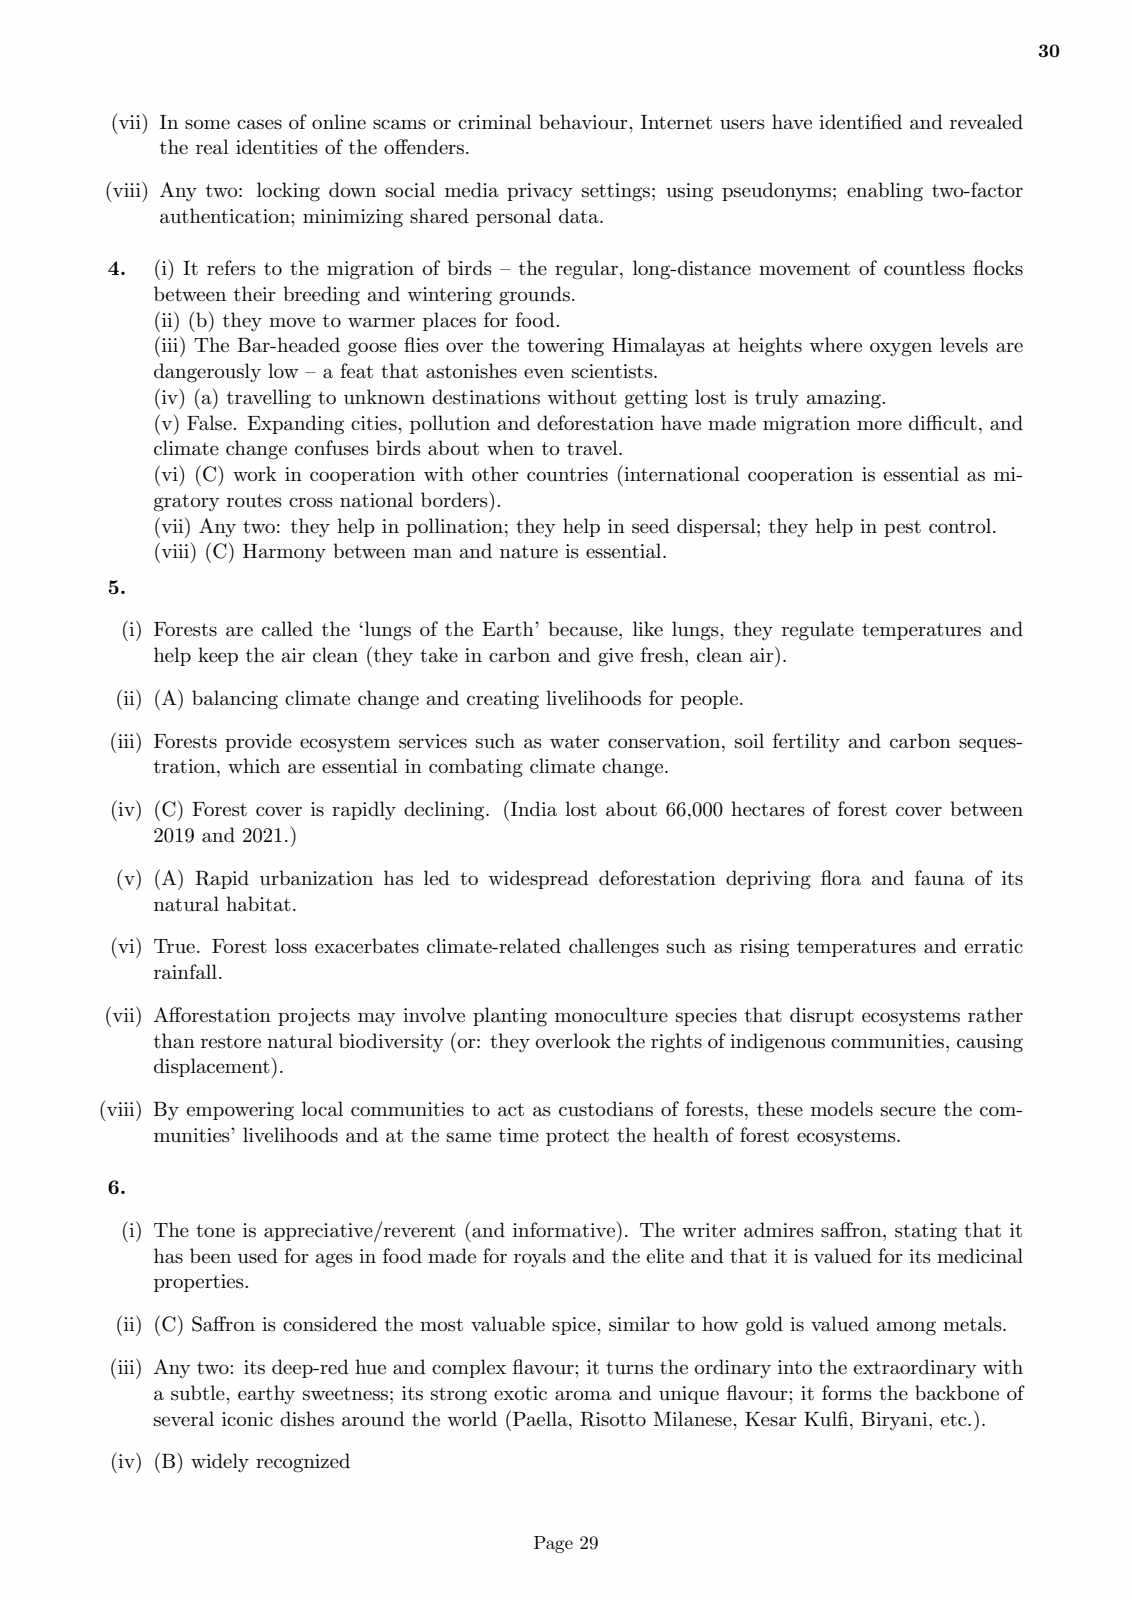 30
(vii) In some cases of online scams or criminal behaviour, Internet users have identified and revealed
the real identities of the offenders.
(viii) Any two: locking down social media privacy settings; using pseudonyms; enabling two-factor
authentication; minimizing shared personal data.
4. (i) It refers to the migration of birds – the regular, long-distance movement of countless flocks
between their breeding and wintering grounds.
(ii) (b) they move to warmer places for food.
(iii) The Bar-headed goose flies over the towering Himalayas at heights where oxygen levels are
dangerously low – a feat that astonishes even scientists.
(iv) (a) travelling to unknown destinations without getting lost is truly amazing.
(v) False. Expanding cities, pollution and deforestation have made migration more difficult, and
climate change confuses birds about when to travel.
(vi) (C) work in cooperation with other countries (international cooperation is essential as mi-
gratory routes cross national borders).
(vii) Any two: they help in pollination; they help in seed dispersal; they help in pest control.
(viii) (C) Harmony between man and nature is essential.
5.
(i) Forests are called the ‘lungs of the Earth’ because, like lungs, they regulate temperatures and
help keep the air clean (they take in carbon and give fresh, clean air).
(ii) (A) balancing climate change and creating livelihoods for people.
(iii) Forests provide ecosystem services such as water conservation, soil fertility and carbon seques-
tration, which are essential in combating climate change.
(iv) (C) Forest cover is rapidly declining. (India lost about 66,000 hectares of forest cover between
2019 and 2021.)
(v) (A) Rapid urbanization has led to widespread deforestation depriving flora and fauna of its
natural habitat.
(vi) True. Forest loss exacerbates climate-related challenges such as rising temperatures and erratic
rainfall.
(vii) Afforestation projects may involve planting monoculture species that disrupt ecosystems rather
than restore natural biodiversity (or: they overlook the rights of indigenous communities, causing
displacement).
(viii) By empowering local communities to act as custodians of forests, these models secure the com-
munities’ livelihoods and at the same time protect the health of forest ecosystems.
6.
(i) The tone is appreciative/reverent (and informative). The writer admires saffron, stating that it
has been used for ages in food made for royals and the elite and that it is valued for its medicinal
properties.
(ii) (C) Saffron is considered the most valuable spice, similar to how gold is valued among metals.
(iii) Any two: its deep-red hue and complex flavour; it turns the ordinary into the extraordinary with
a subtle, earthy sweetness; its strong exotic aroma and unique flavour; it forms the backbone of
several iconic dishes around the world (Paella, Risotto Milanese, Kesar Kulfi, Biryani, etc.).
(iv) (B) widely recognized
Page 29